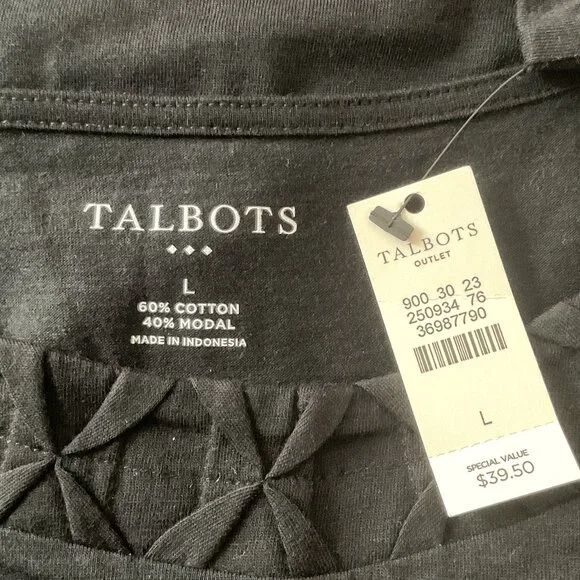 TALBOTS
L
60% COTTON
40% MODAL
MADE IN INDONESIA
TALBOTS
OUTLET
900 30 23
250934 76
36987790
L
SPECIAL VALUE
$39.50